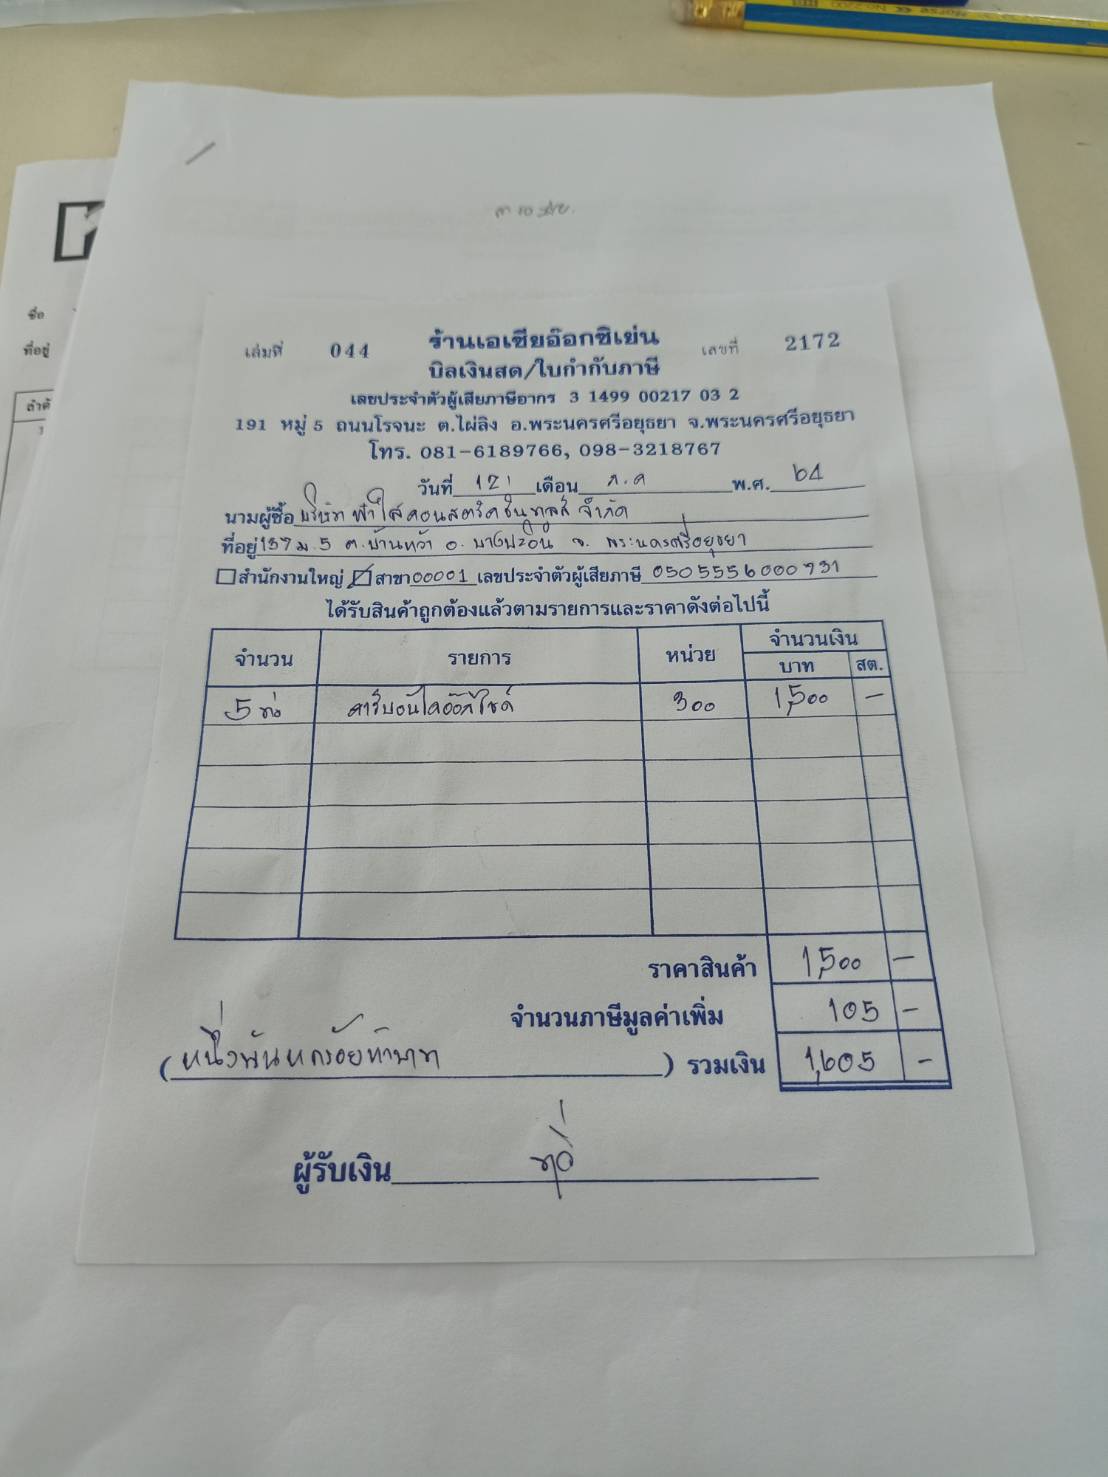 ชื่อ
ที่อยู่
ลำดั
1
ร้านเอเซียอ๊อกซิเย่น
เล่มที่ 044 เลขที่ 2172
บิลเงินสด/ใบกำกับภาษี
เลขประจำตัวผู้เสียภาษีอากร 3 1499 00217 03 2
191 หมู่ 5 ถนนโรจนะ ต.ไผ่ลิง อ.พระนครศรีอยุธยา จ.พระนครศรีอยุธยา
โทร. 081-6189766, 098-3218767
วันที่ 12 เดือน ก.ค พ.ศ. 64
นามผู้ซื้อ บริษัท ฟ้าใสคอนสตรัคชั่นทูลส์ จำกัด
ที่อยู่ 137 ม. 5 ต.บ้านหว้า อ. บางปะอิน จ. พระนครศรีอยุธยา
สำนักงานใหญ่ สาขา 00001 เลขประจำตัวผู้เสียภาษี 0505556000731
ได้รับสินค้าถูกต้องแล้วตามรายการและราคาดังต่อไปนี้
จำนวน รายการ หน่วย จำนวนเงิน
บาท สต.
5 ท่อ คาร์บอนไดอ๊อกไซด์ 300 1,500 -
ราคาสินค้า 1,500 -
จำนวนภาษีมูลค่าเพิ่ม 105 -
(หนึ่งพันหกร้อยห้าบาท) รวมเงิน 1,605 -
ผู้รับเงิน